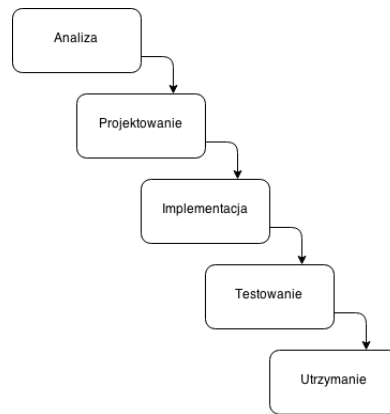 Analiza
Projektowanie
Implementacja
Testowanie
Utrzymanie